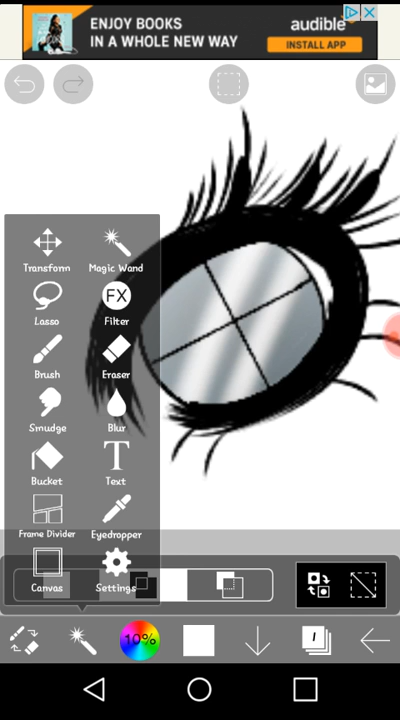 ENJOY BOOKS
IN A WHOLE NEW WAY
audible
INSTALL APP
Transform
Magic Wand
Lasso
FX
Filter
Brush
Eraser
Smudge
Blur
Bucket
T
Text
Frame Divider
Eyedropper
Canvas
Settings
10%
1